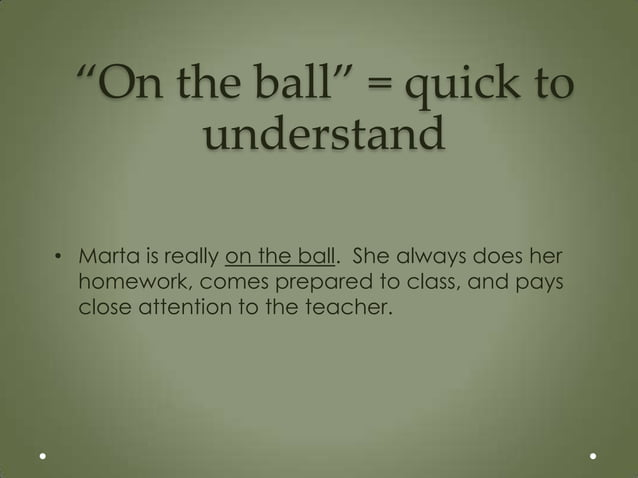 “On the ball” = quick to
understand
• Marta is really on the ball.  She always does her
homework, comes prepared to class, and pays
close attention to the teacher.